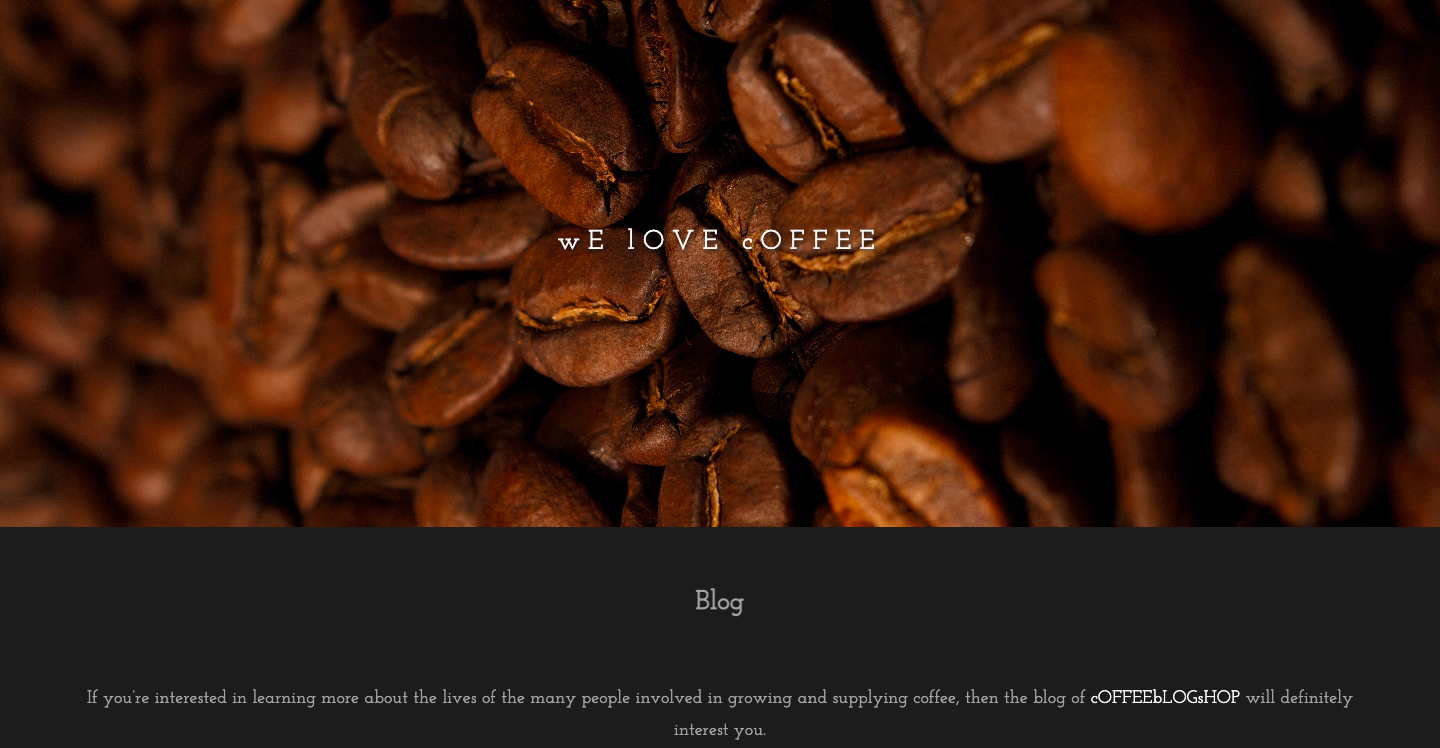 wE lOVE cOFFEE
Blog
If you're interested in learning more about the lives of the many people involved in growing and supplying coffee, then the blog of cOFFEEbLOGsHOP will definitely
interest you.